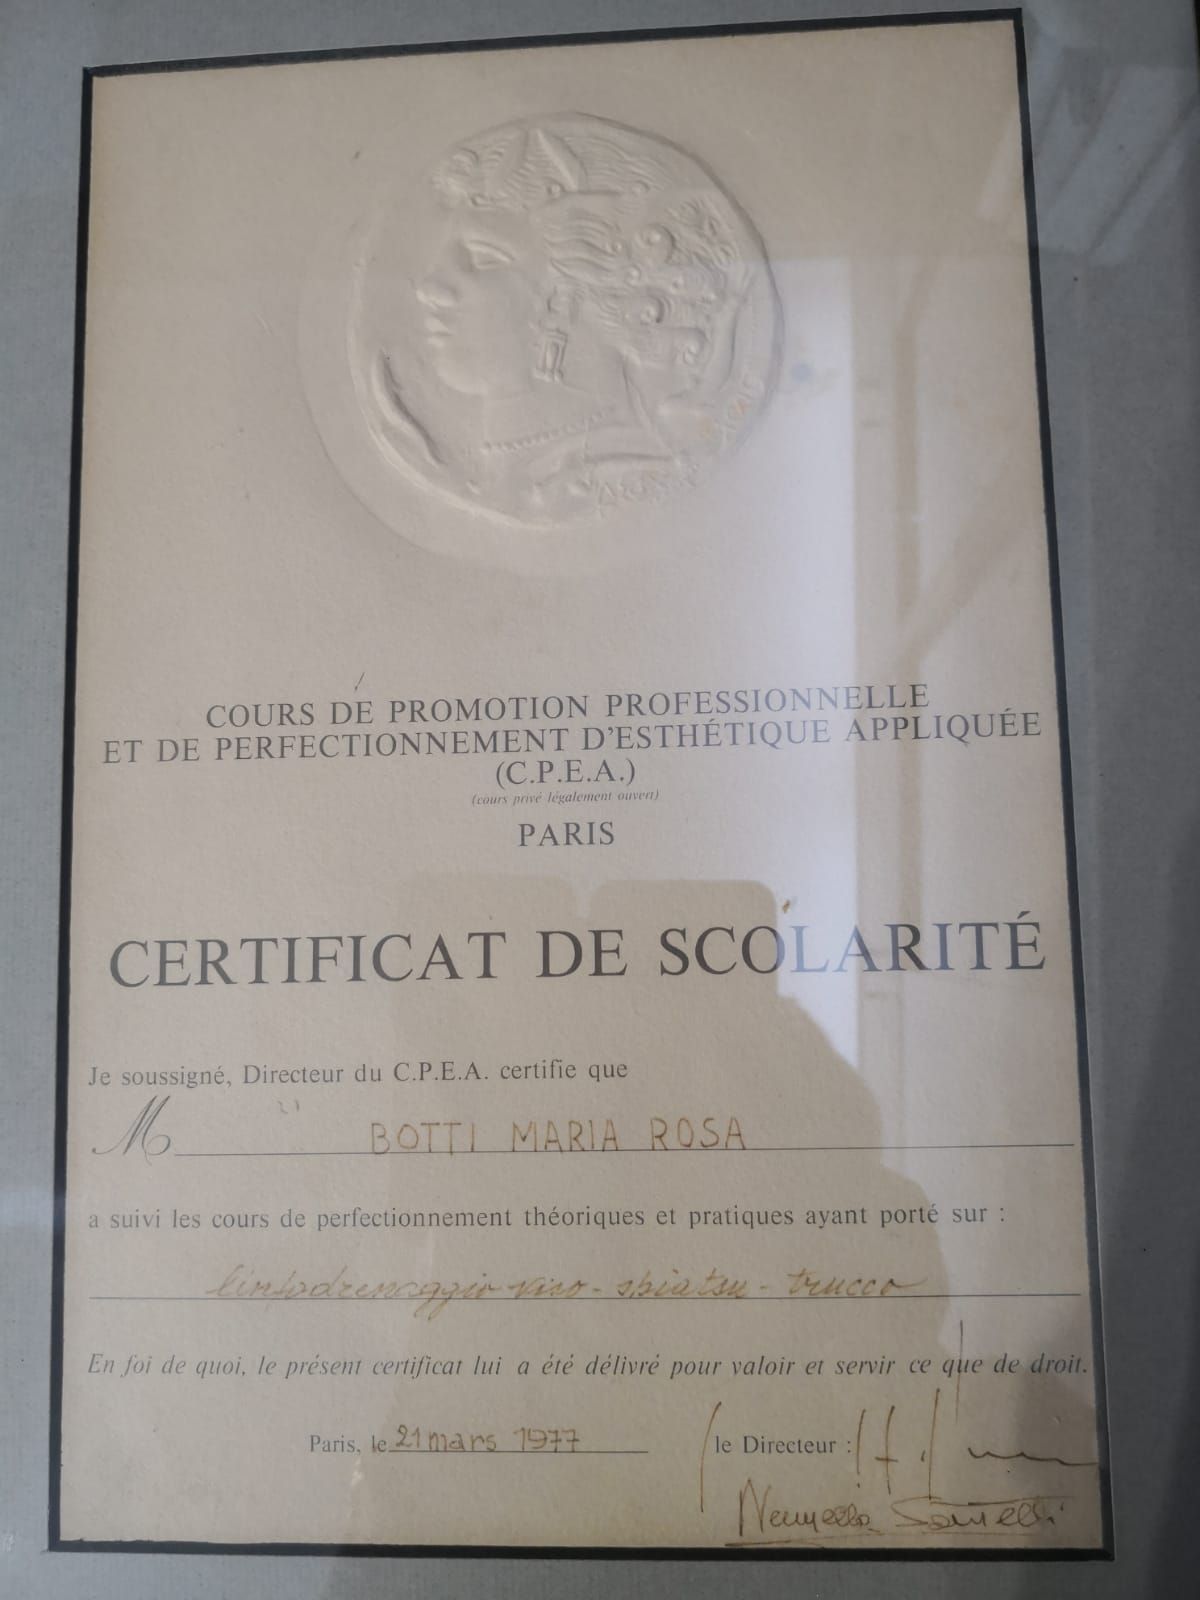 COURS DE PROMOTION PROFESSIONNELLE
ET DE PERFECTIONNEMENT D'ESTHÉTIQUE APPLIQUÉE
(C.P.E.A.)
(cours privé légalement ouvert)
PARIS
CERTIFICAT DE SCOLARITÉ
Je soussigné, Directeur du C.P.E.A. certifie que
M BOTTI MARIA ROSA
a suivi les cours de perfectionnement théoriques et pratiques ayant porté sur :
linfodrenaggio viso - shiatsu - trucco
En foi de quoi, le présent certificat lui a été délivré pour valoir et servir ce que de droit.
Paris, le 21 mars 1977 le Directeur :